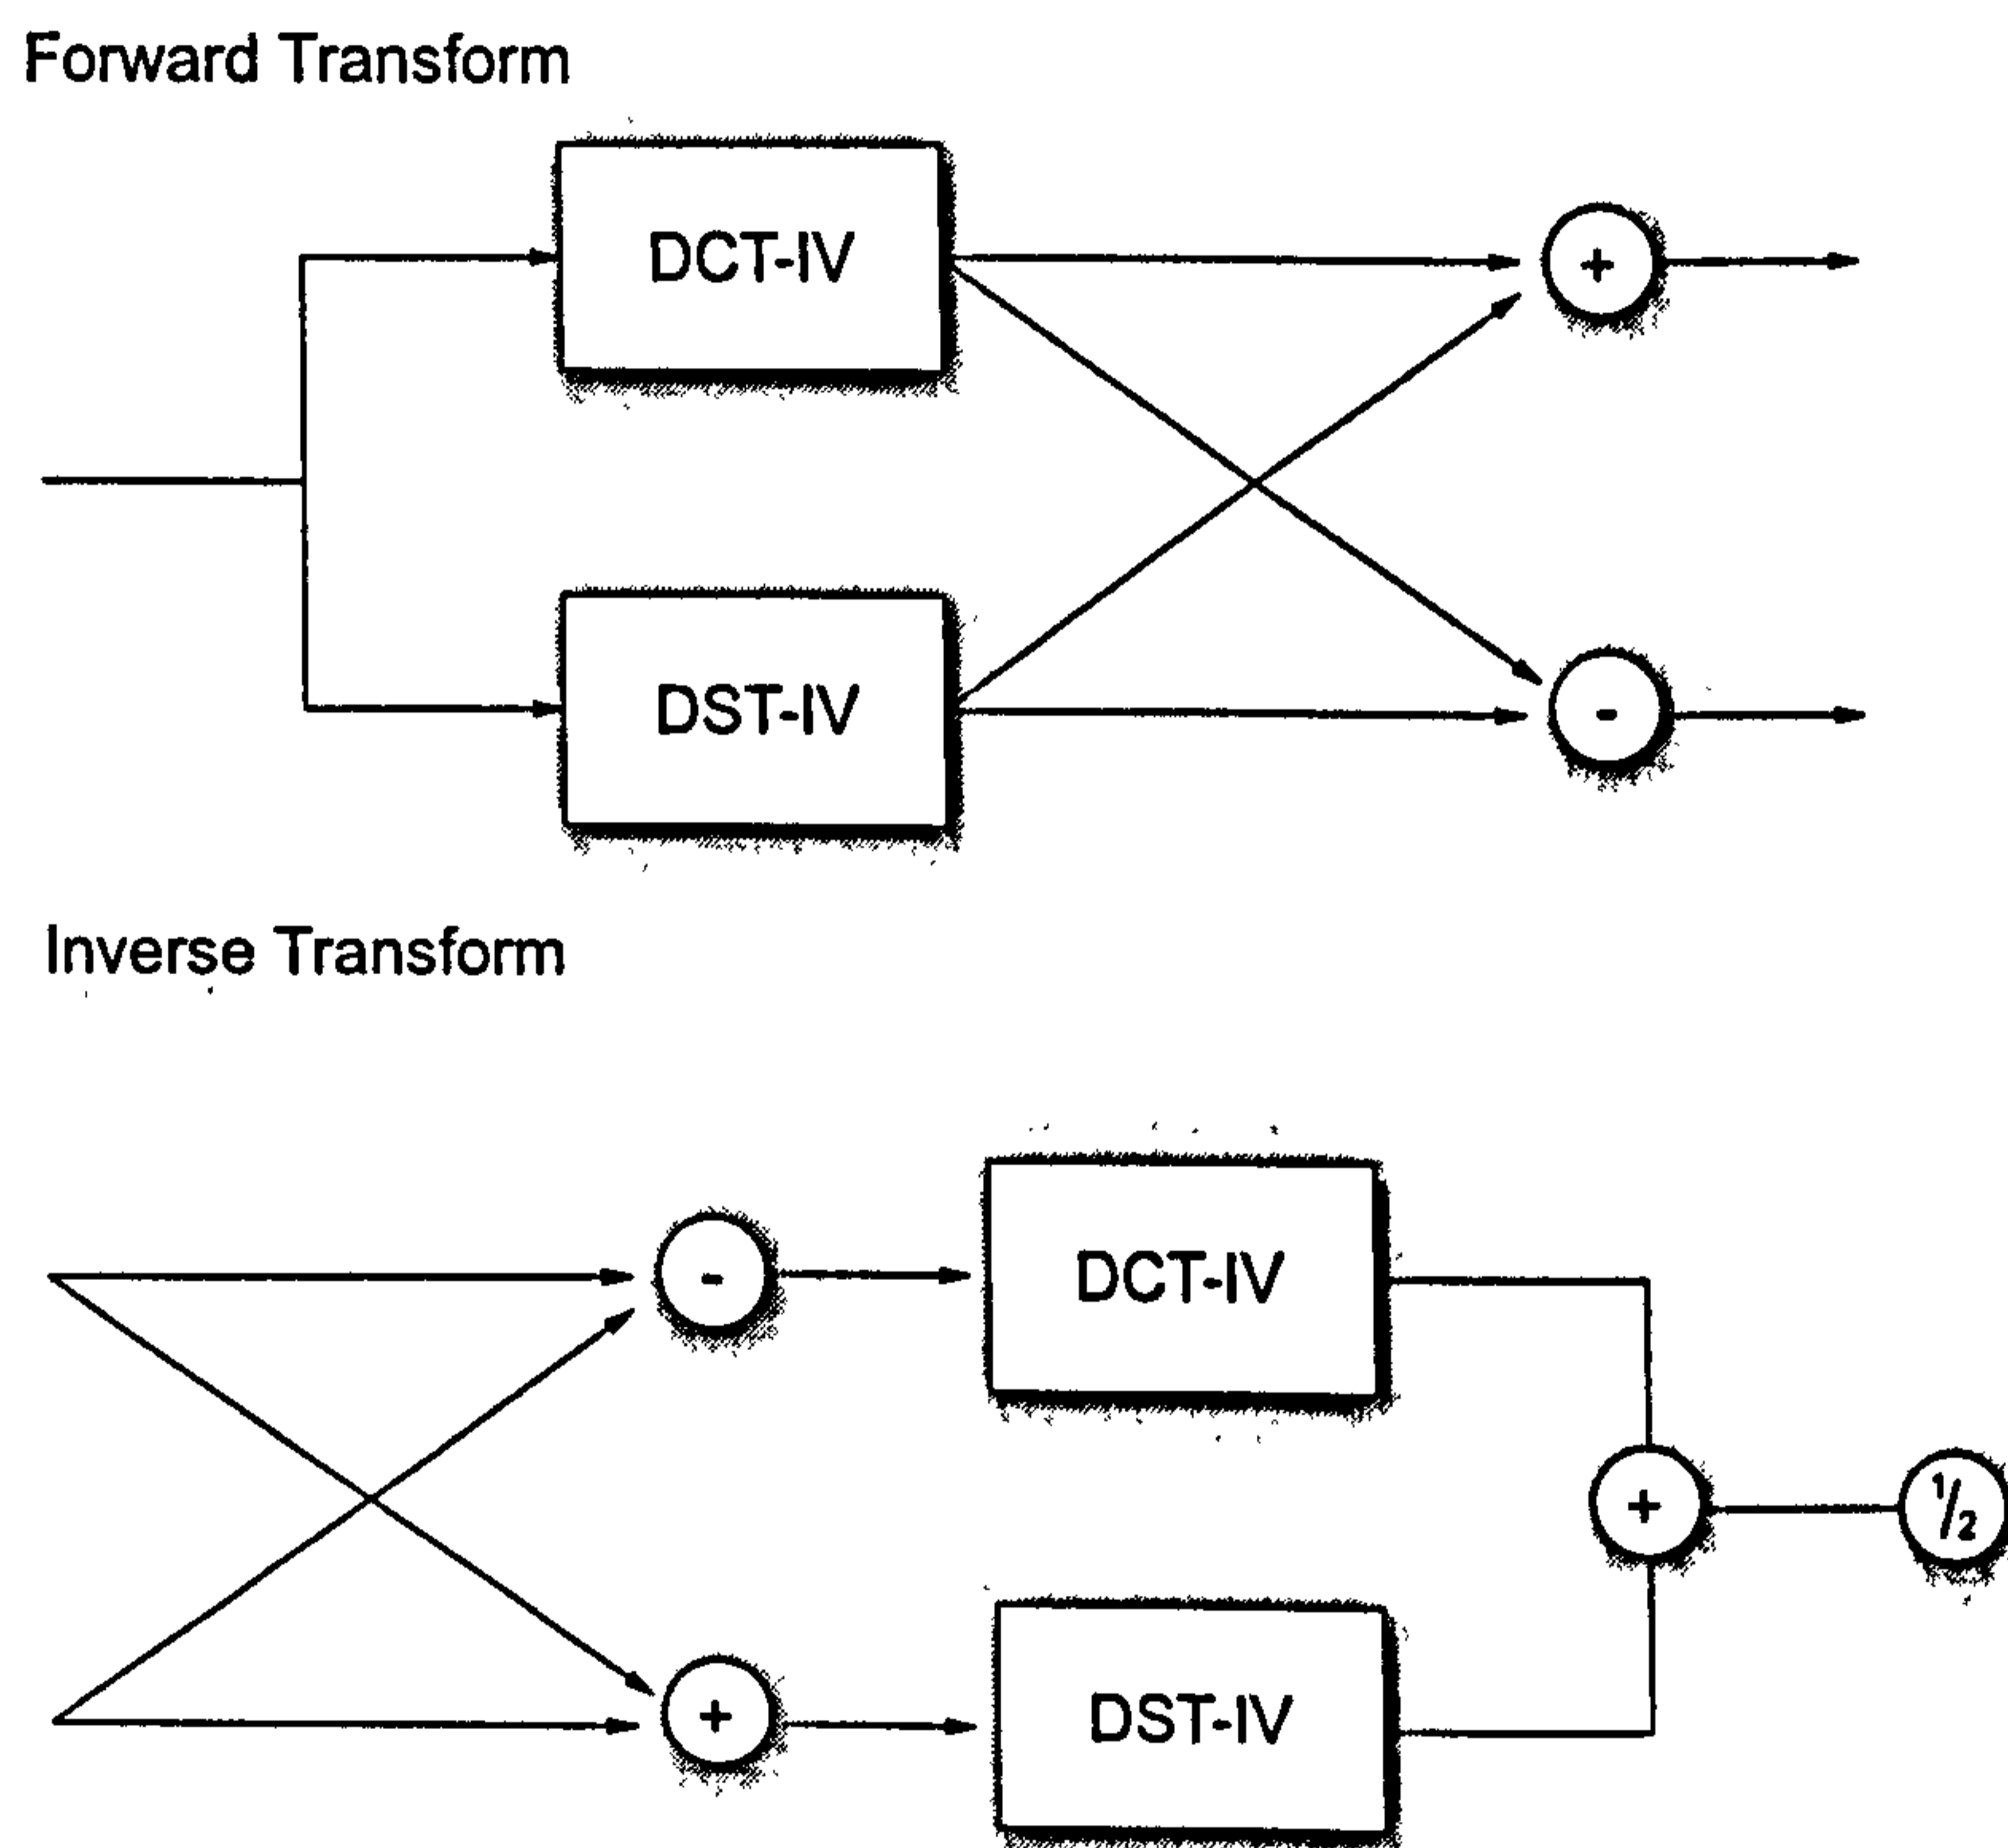 Forward Transform
DCT-IV
+
DST-IV
-
Inverse Transform
-
DCT-IV
+
1/2
+
DST-IV